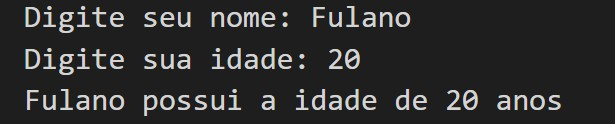 Digite seu nome: Fulano
Digite sua idade: 20
Fulano possui a idade de 20 anos